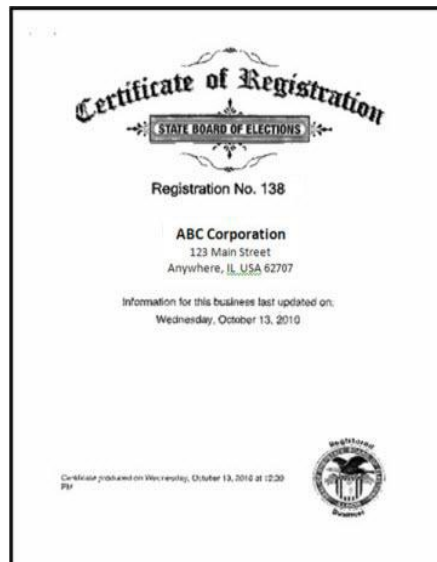 Certificate of Registration
STATE BOARD OF ELECTIONS
Registration No. 138
ABC Corporation
123 Main Street
Anywhere, IL USA 62707
Information for this business last updated on:
Wednesday, October 13, 2010
Certificate produced on Wednesday, October 13, 2010 at 12:30
PM
Registered
Business